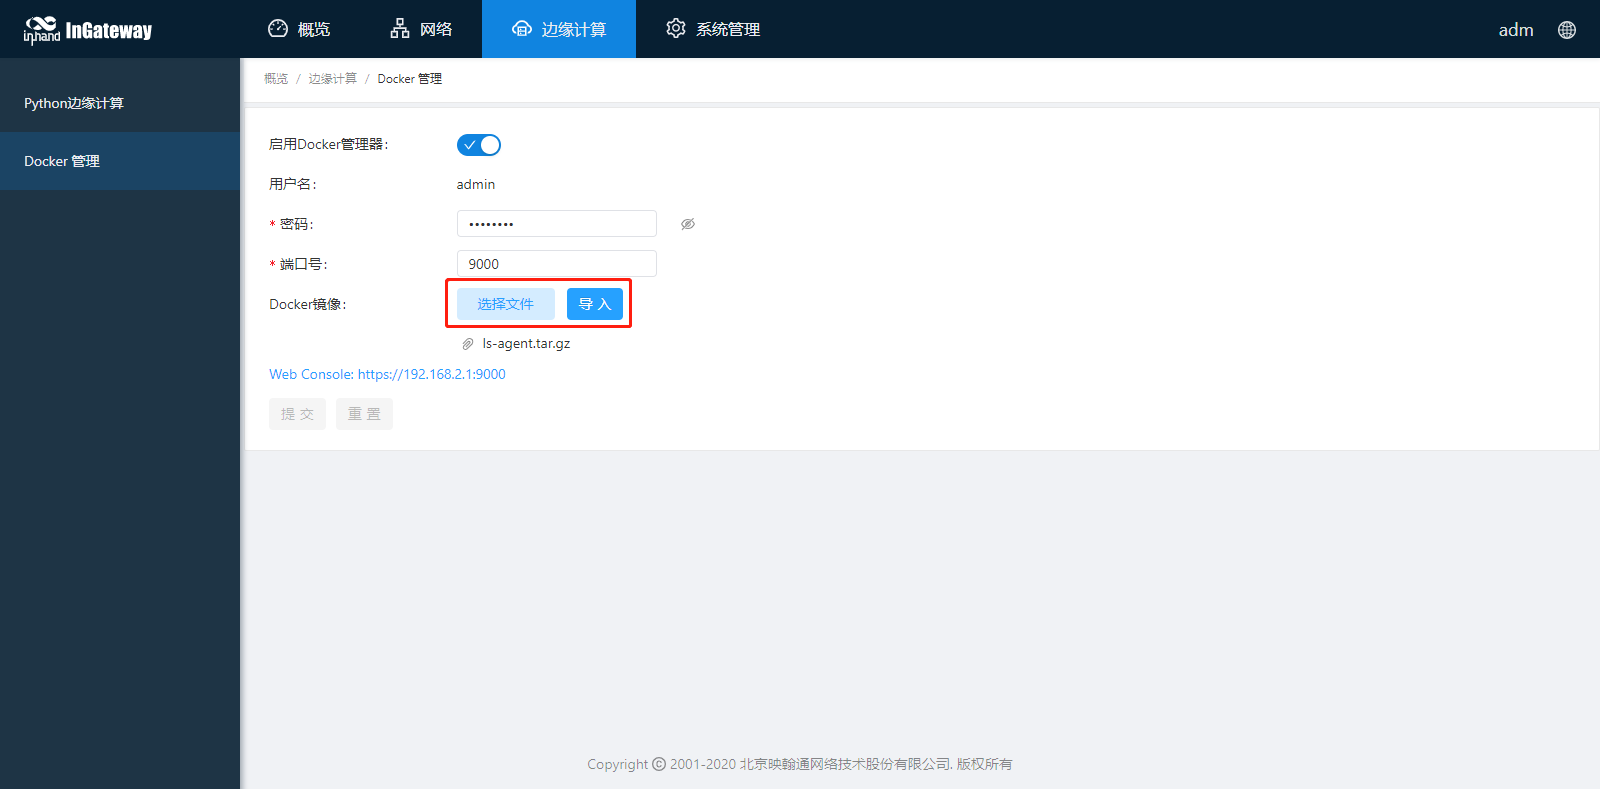 inhand InGateway
概览
网络
边缘计算
系统管理
adm
Python边缘计算
Docker 管理
概览 / 边缘计算 / Docker 管理
启用Docker管理器:
用户名: admin
* 密码: ••••••••
* 端口号: 9000
Docker镜像: 选择文件 导入
ls-agent.tar.gz
Web Console: https://192.168.2.1:9000
提交 重置
Copyright © 2001-2020 北京映翰通网络技术股份有限公司. 版权所有